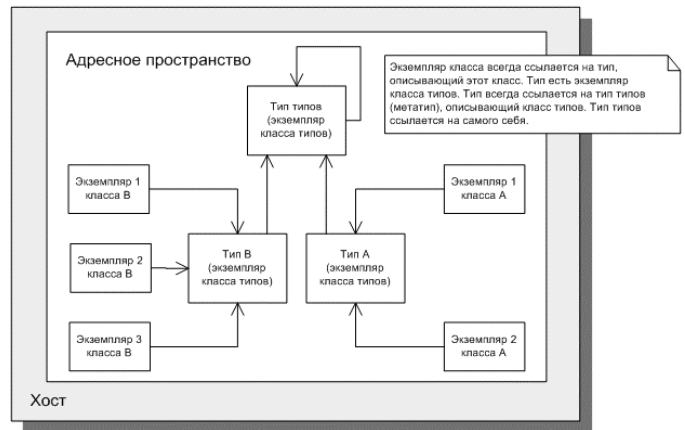 Адресное пространство
Экземпляр класса всегда ссылается на тип,
описывающий этот класс. Тип есть экземпляр
класса типов. Тип всегда ссылается на тип типов
(метатип), описывающий класс типов. Тип типов
ссылается на самого себя.
Тип типов
(экземпляр
класса типов)
Экземпляр 1
класса B
Экземпляр 1
класса A
Экземпляр 2
класса B
Тип B
(экземпляр
класса типов)
Тип A
(экземпляр
класса типов)
Экземпляр 3
класса B
Экземпляр 2
класса A
Хост